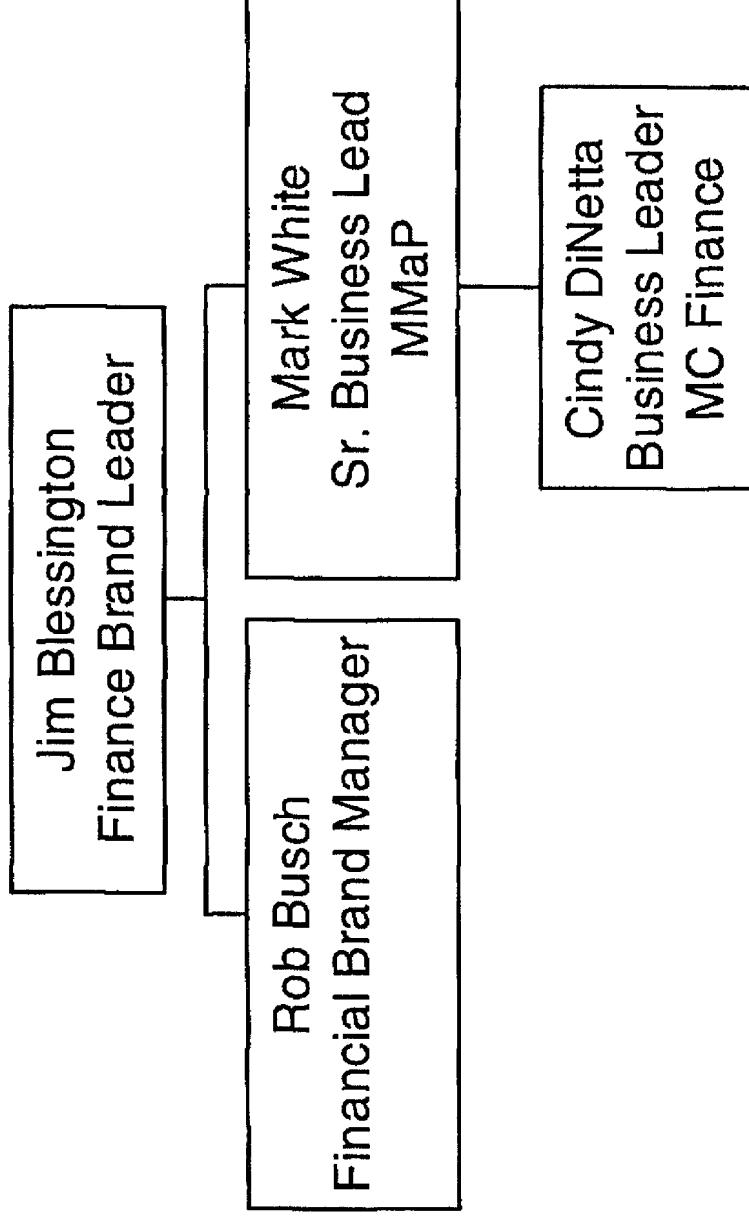 Jim Blessington
Finance Brand Leader
Rob Busch
Financial Brand Manager
Mark White
Sr. Business Lead
MMaP
Cindy DiNetta
Business Leader
MC Finance